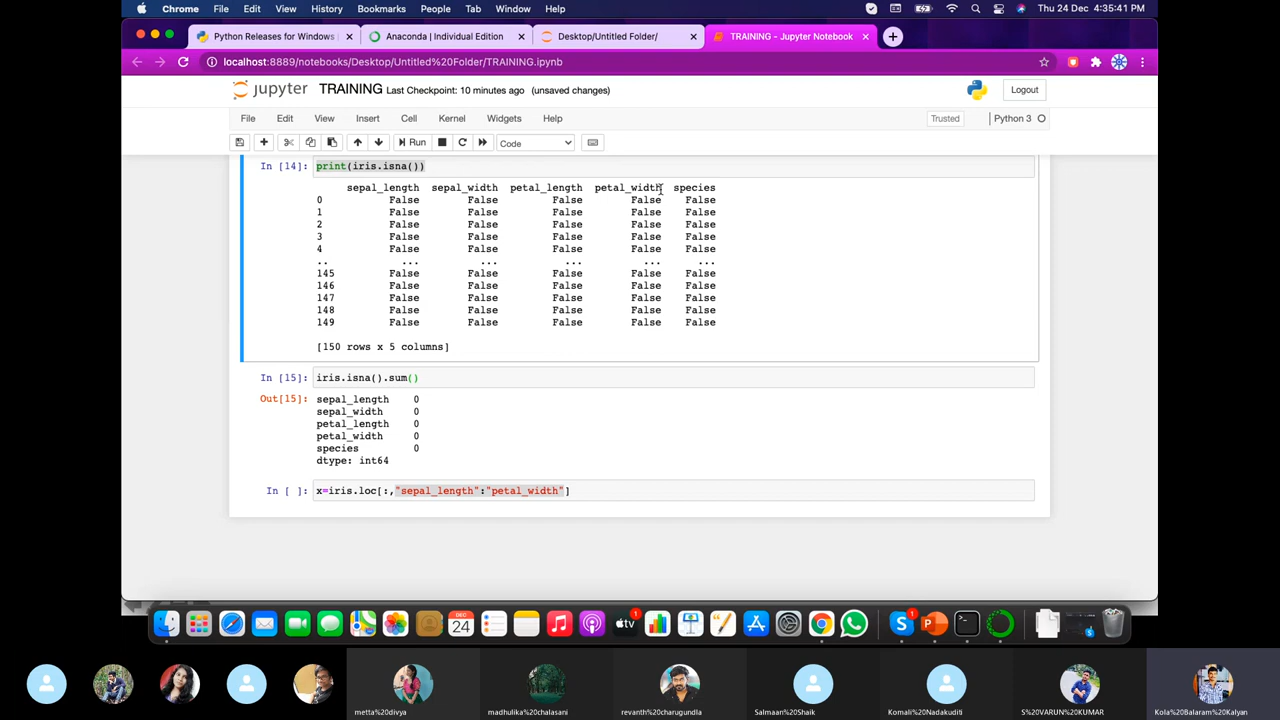 Chrome File Edit View History Bookmarks People Tab Window Help Thu 24 Dec 4:35:41
Python Releases for Windows | Anaconda | Individual Edition Desktop/Untitled Folder/ TRAINING - Jupyter Notebook
localhost:8889/notebooks/Desktop/Untitled%20Folder/TRAINING.ipynb
jupyter TRAINING Last Checkpoint: 10 minutes ago (unsaved changes) Logout
File Edit View Insert Cell Kernel Widgets Help Trusted Python 3
Run Code
In [14]: print(iris.isna())
sepal_length sepal_width petal_length petal_width species
0 False False False False False
1 False False False False False
2 False False False False False
3 False False False False False
4 False False False False False
.. ... ... ... ... ...
145 False False False False False
146 False False False False False
147 False False False False False
148 False False False False False
149 False False False False False
[150 rows x 5 columns]
In [15]: iris.isna().sum()
Out[15]: sepal_length 0
sepal_width 0
petal_length 0
petal_width 0
species 0
dtype: int64
In [ ]: x=iris.loc[:,"sepal_length":"petal_width"]
DEC
24
tv
1
1
metta%20divya madhulika%20chalasani revanth%20charugundla Salmaan%20Shaik Komali%20Nadakuditi S%20VARUN%20KUMAR Kola%20Balaram%20Kalyan